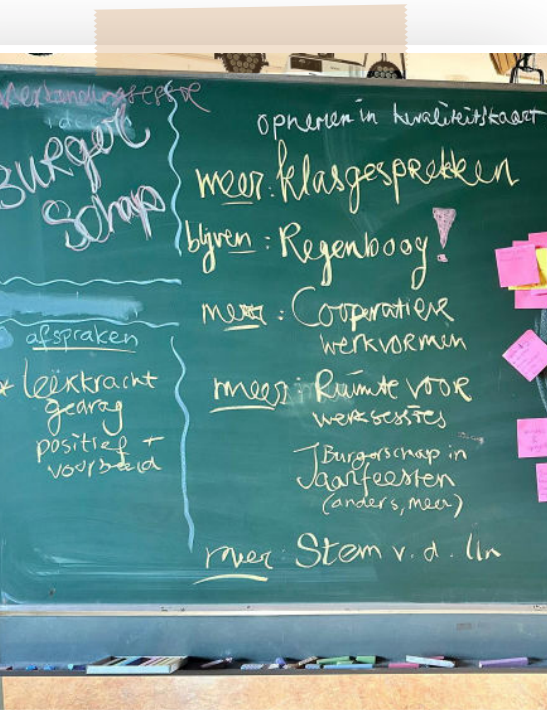 Burger
Schap
afspraken
* leerkracht
gedrag
positief +
voorbeeld
opnemen in kwaliteitskaart
meer: klasgesprekken
blijven: Regenboog!
meer: Cooperatieve
werkvormen
meer: Ruimte voor
werksessies
Burgerschap in
Jaarfeesten
(anders, meer)
meer: Stem v.d. lln